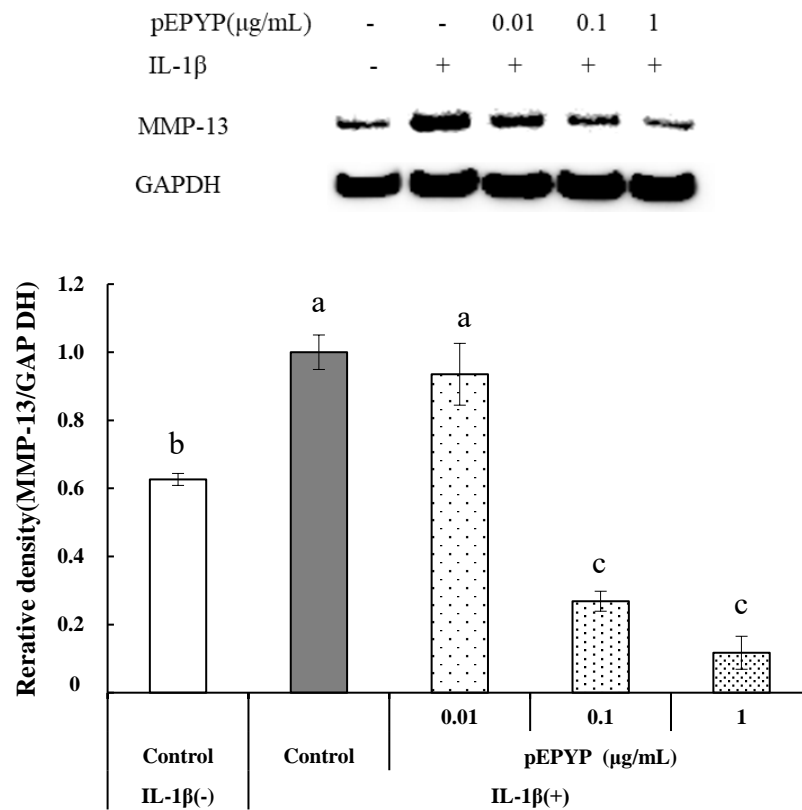 pEPYP(μg/mL) - - 0.01 0.1 1
IL-1β - + + + +
MMP-13
GAPDH
Rerative density(MMP-13/GAP DH)
1.2
1.0
0.8
0.6
0.4
0.2
0
b
a
a
c
c
0.01 0.1 1
Control Control pEPYP (μg/mL)
IL-1β(-) IL-1β(+)